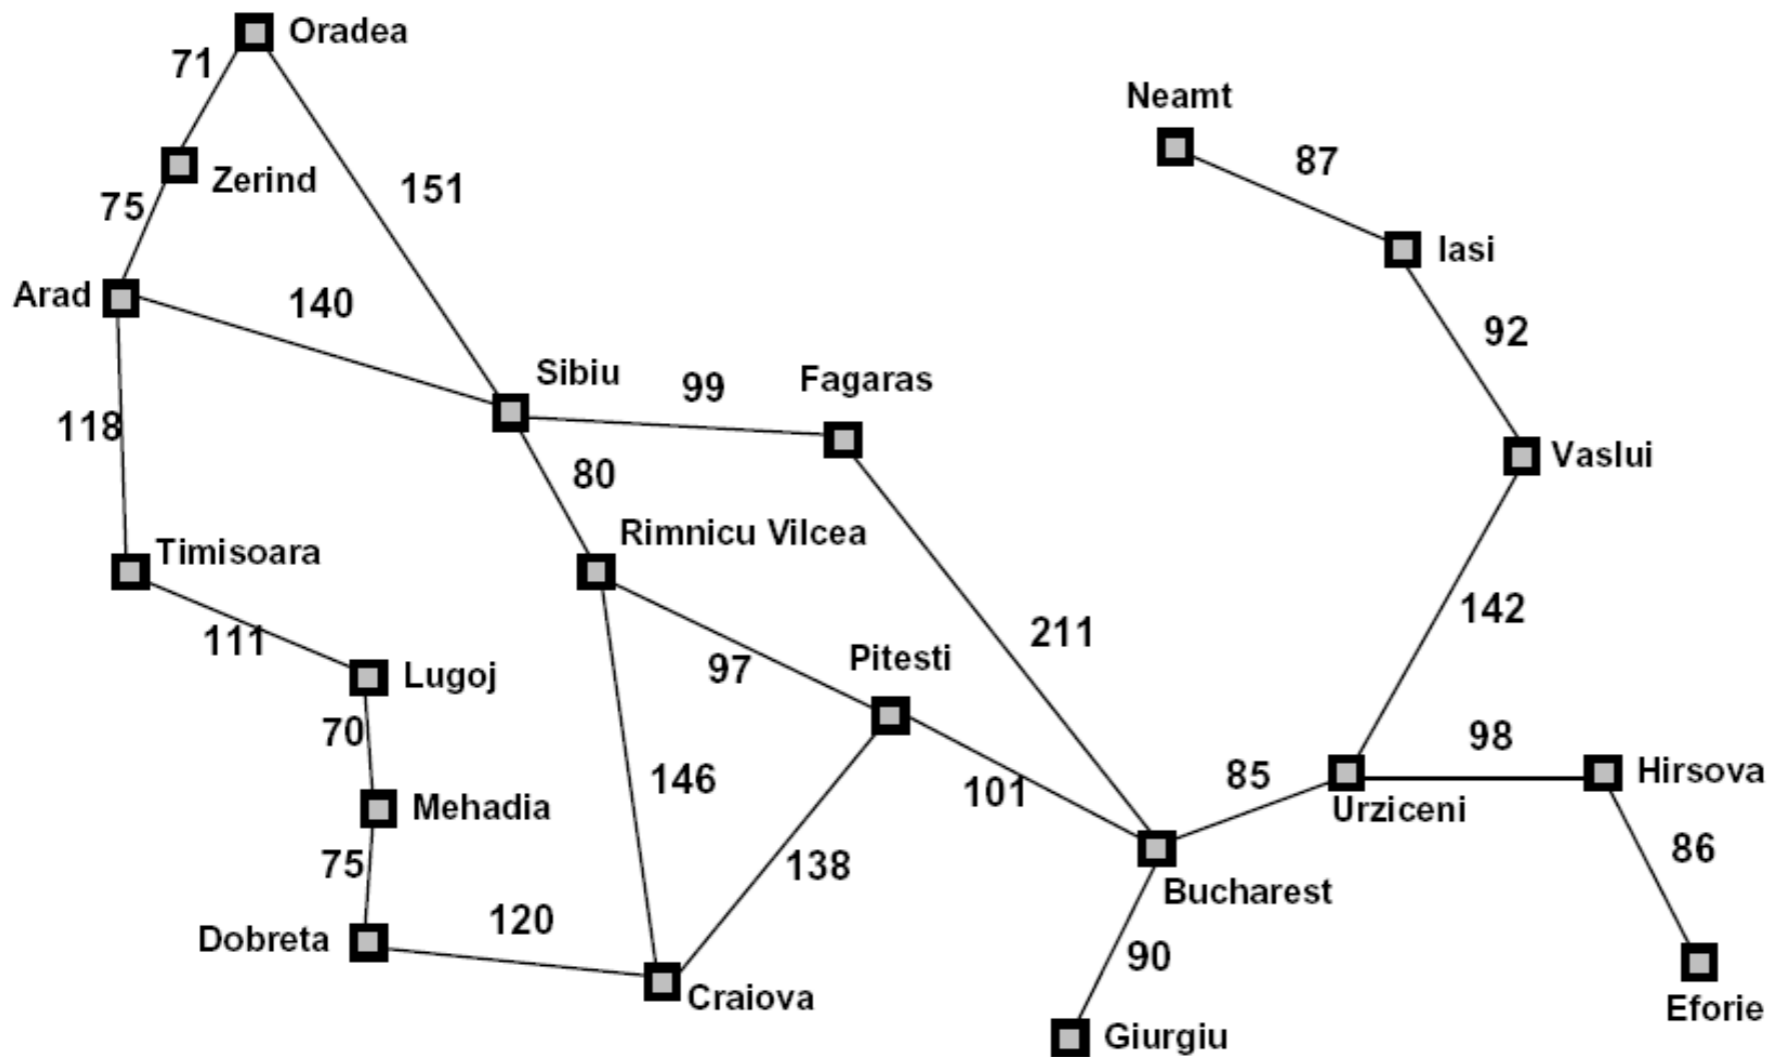 Oradea
71
Neamt
87
Zerind
151
75
Iasi
Arad
140
92
Sibiu
99
Fagaras
118
Vaslui
80
Rimnicu Vilcea
Timisoara
142
111
211
Pitesti
97
Lugoj
70
98
146
85
Hirsova
101
Mehadia
Urziceni
86
75
138
Bucharest
120
Dobreta
90
Craiova
Eforie
Giurgiu